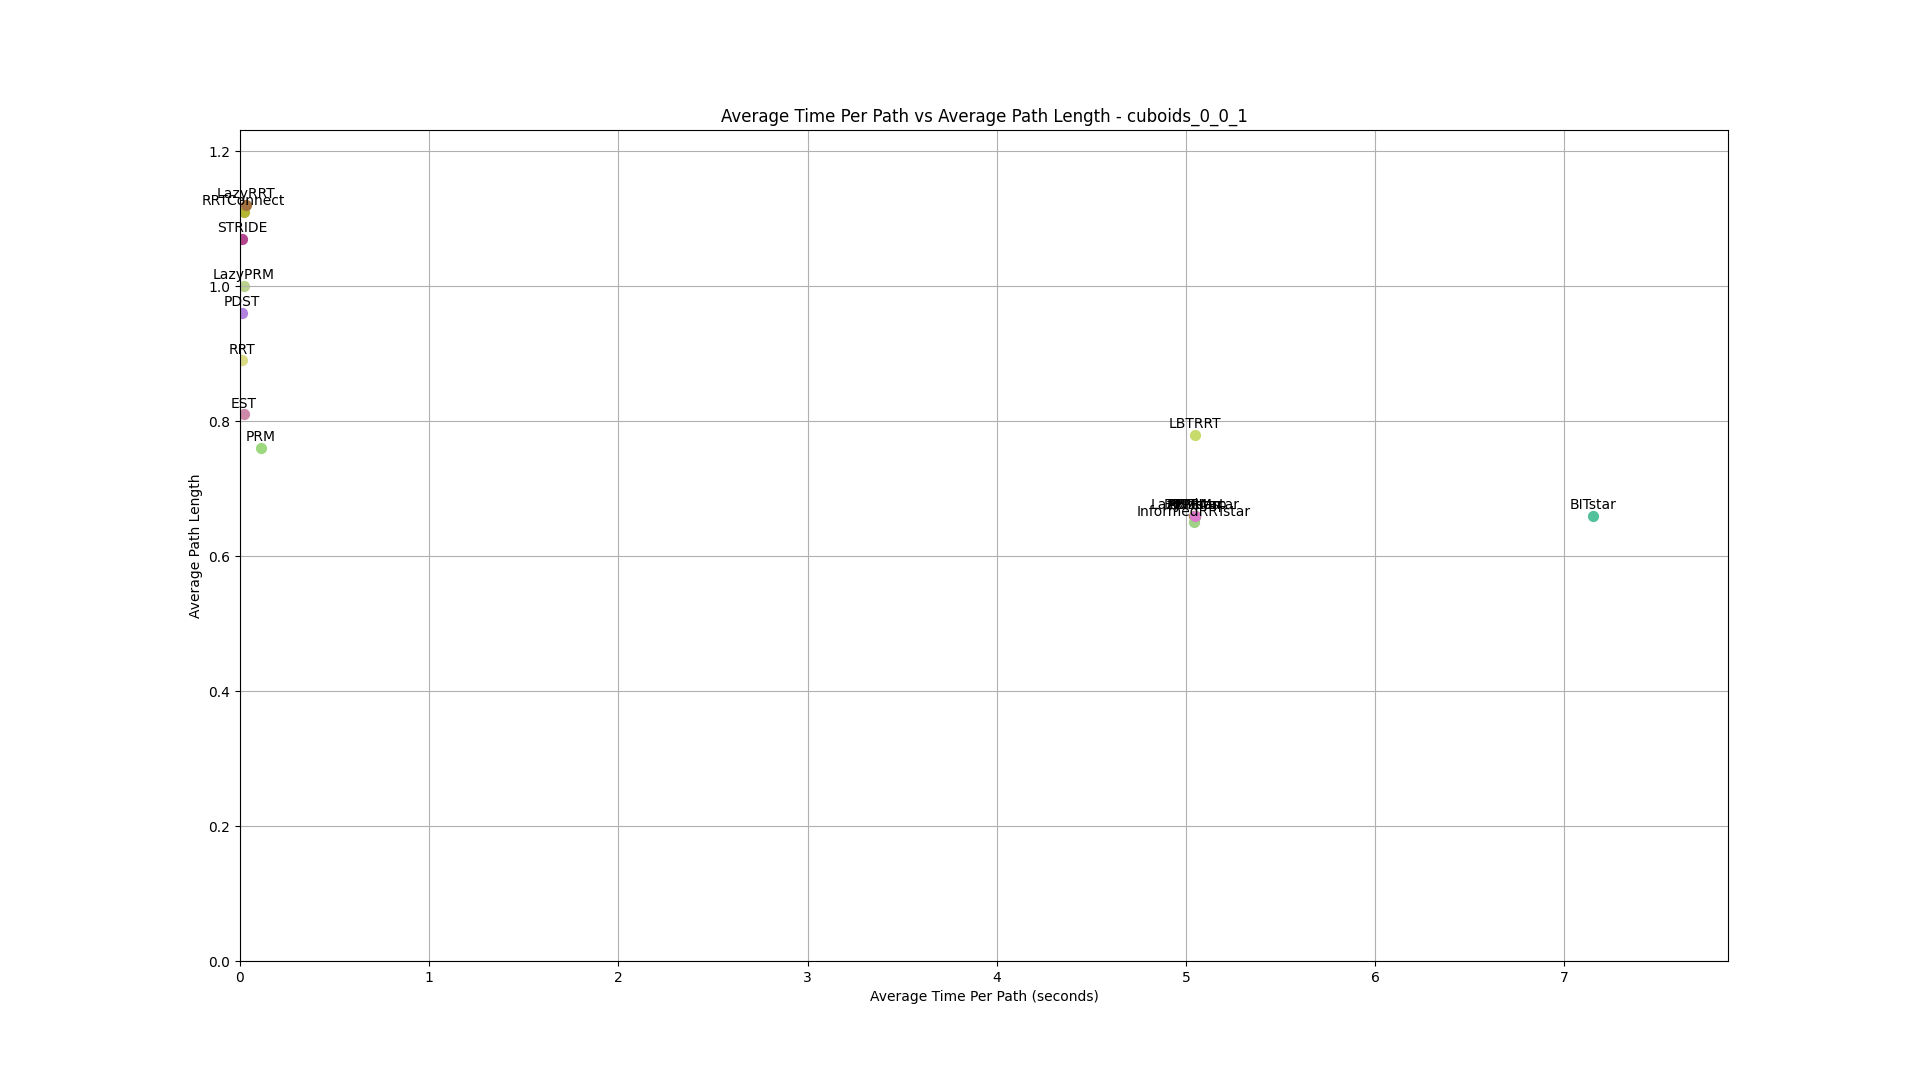 Average Time Per Path vs Average Path Length - cuboids_0_0_1
1.2
LazyRRT
RRTConnect
STRIDE
LazyPRM
1.0
PDST
RRT
EST
0.8
LBTRRT
PRM
BITstar
InformedRRTstar
0.6
0.4
0.2
0.0
0 1 2 3 4 5 6 7
Average Time Per Path (seconds)
Average Path Length